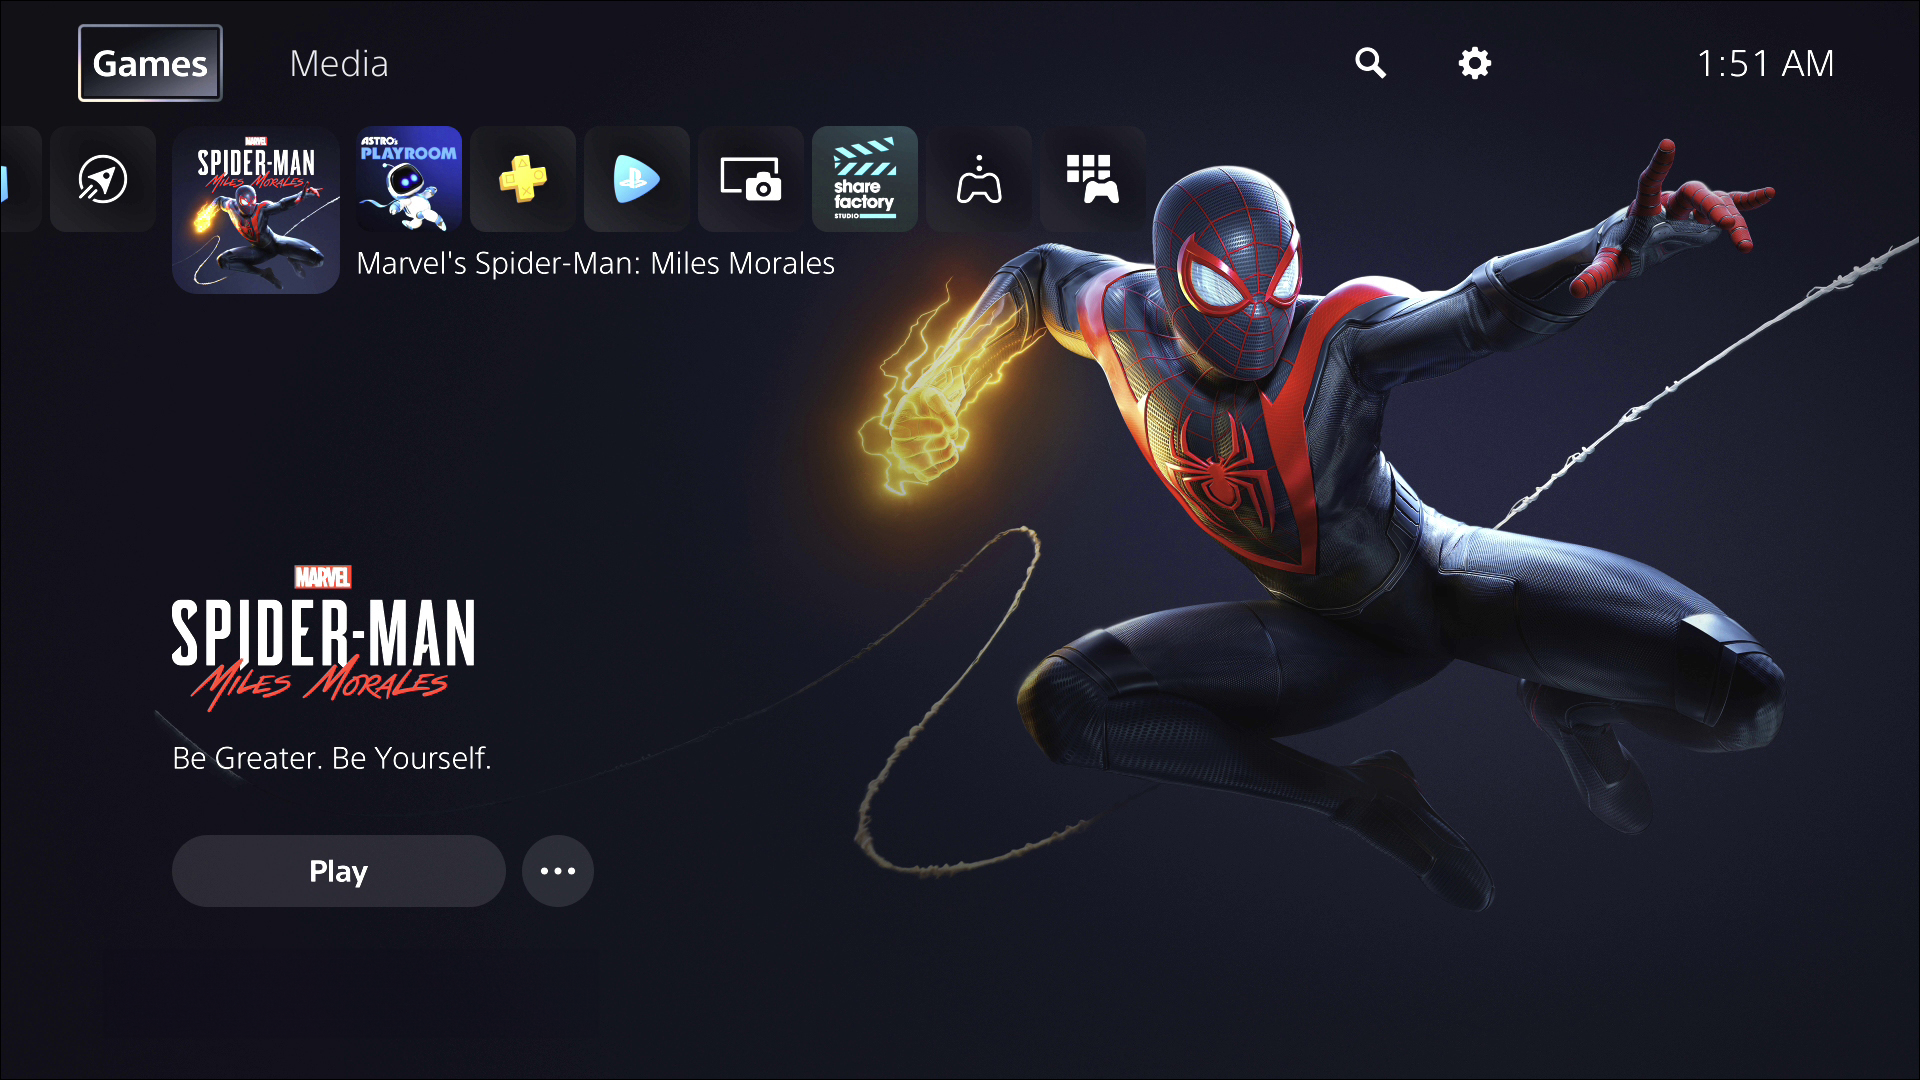 Games
Media
1:51 AM
MARVEL
SPIDER-MAN
MILES MORALES
ASTRO's
PLAYROOM
share
factory
STUDIO
Marvel's Spider-Man: Miles Morales
MARVEL
SPIDER-MAN
MILES MORALES
Be Greater. Be Yourself.
Play